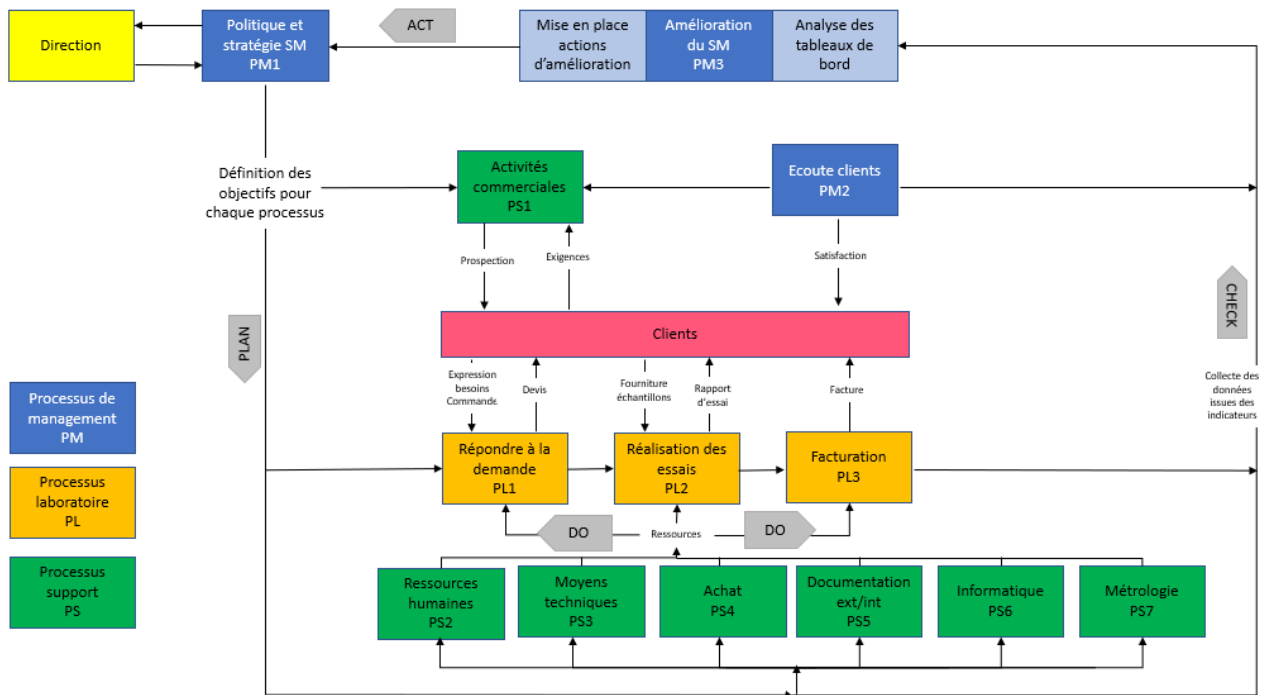 Direction
Politique et
stratégie SM
PM1
ACT
Mise en place
actions
d'amélioration
Amélioration
du SM
PM3
Analyse des
tableaux de
bord
Définition des
objectifs pour
chaque processus
Activités
commerciales
PS1
Ecoute clients
PM2
Prospection
Exigences
Satisfaction
PLAN
CHECK
Clients
Expression
besoins
Commande
Devis
Fourniture
échantillons
Rapport
d'essai
Facture
Collecte des
données
issues des
indicateurs
Processus de
management
PM
Répondre à la
demande
PL1
Réalisation des
essais
PL2
Facturation
PL3
Processus
laboratoire
PL
DO
Ressources
DO
Processus
support
PS
Ressources
humaines
PS2
Moyens
techniques
PS3
Achat
PS4
Documentation
ext/int
PS5
Informatique
PS6
Métrologie
PS7